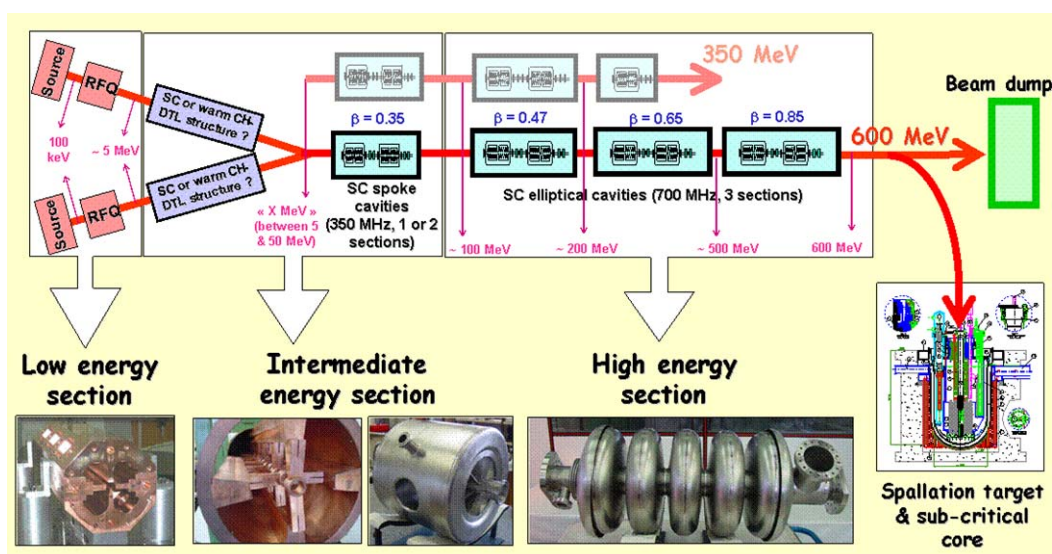 Source
RFQ
SC or warm CH-
DTL structure ?
100
keV
~ 5 MeV
Source
RFQ
SC or warm CH-
DTL structure ?
350 MeV
β = 0.35
β = 0.47
β = 0.65
β = 0.85
600 MeV
Beam dump
SC spoke
cavities
(350 MHz, 1 or 2
sections)
SC elliptical cavities (700 MHz, 3 sections)
« X MeV »
(between 5
& 50 MeV)
~ 100 MeV
~ 200 MeV
~ 500 MeV
600 MeV
Low energy
section
Intermediate
energy section
High energy
section
Spallation target
& sub-critical
core